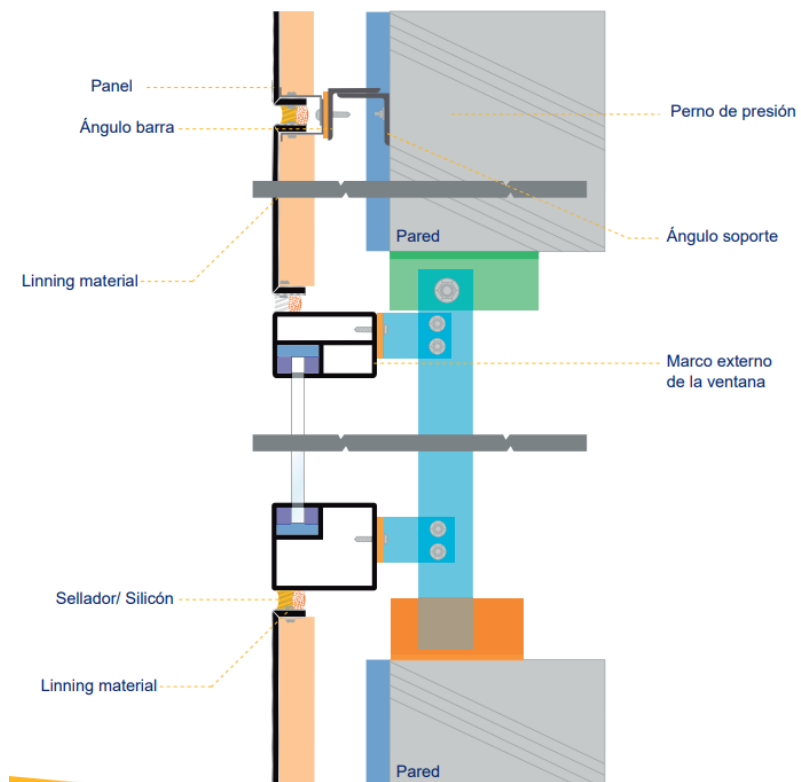 Panel
Perno de presión
Ángulo barra
Pared
Ángulo soporte
Linning material
Marco externo
de la ventana
Sellador/ Silicón
Linning material
Pared